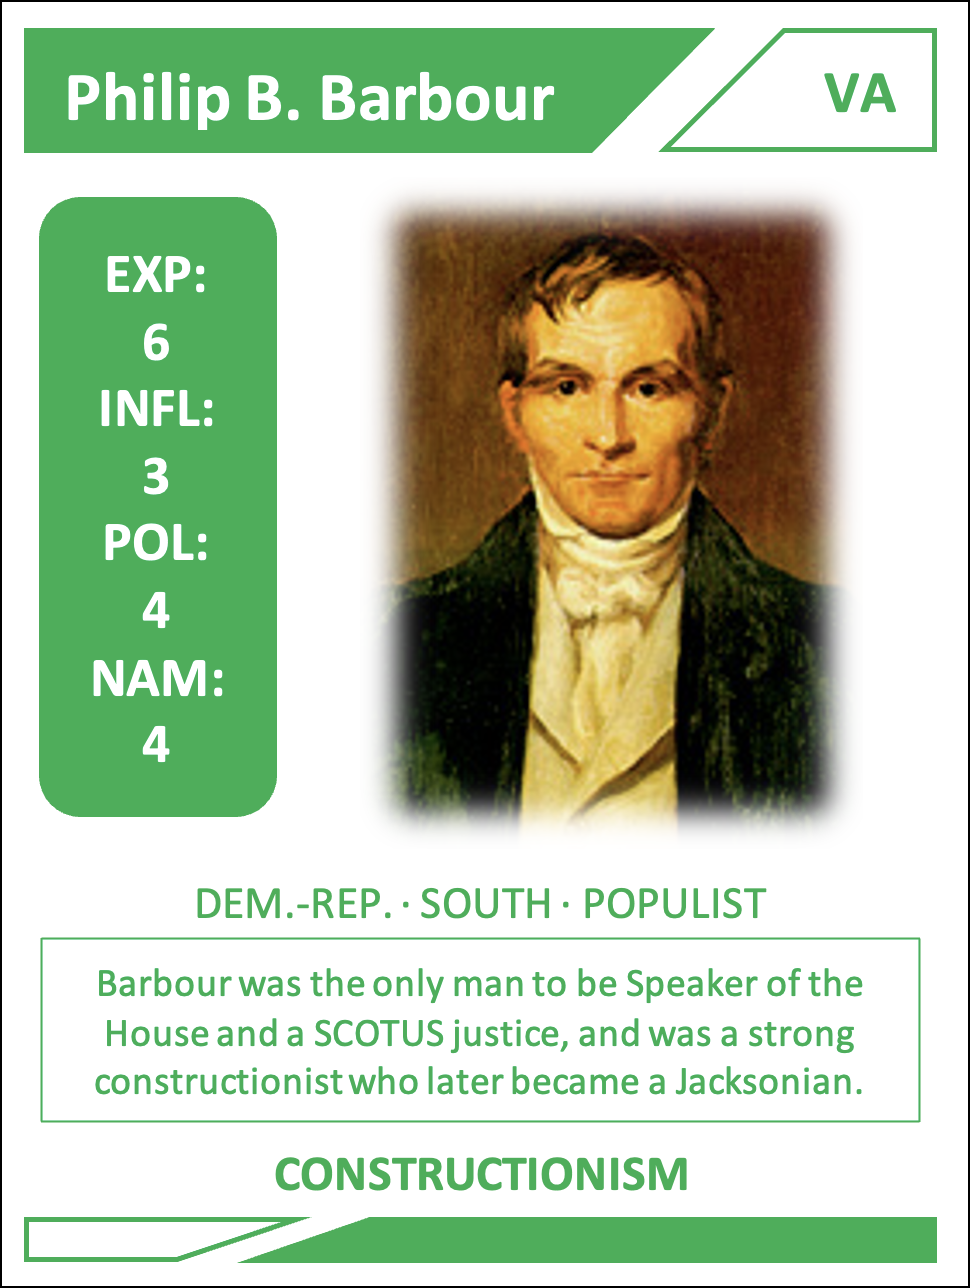 Philip B. Barbour
VA
EXP:
6
INFL:
3
POL:
4
NAM:
4
DEM.-REP. · SOUTH · POPULIST
Barbour was the only man to be Speaker of the
House and a SCOTUS justice, and was a strong
constructionist who later became a Jacksonian.
CONSTRUCTIONISM